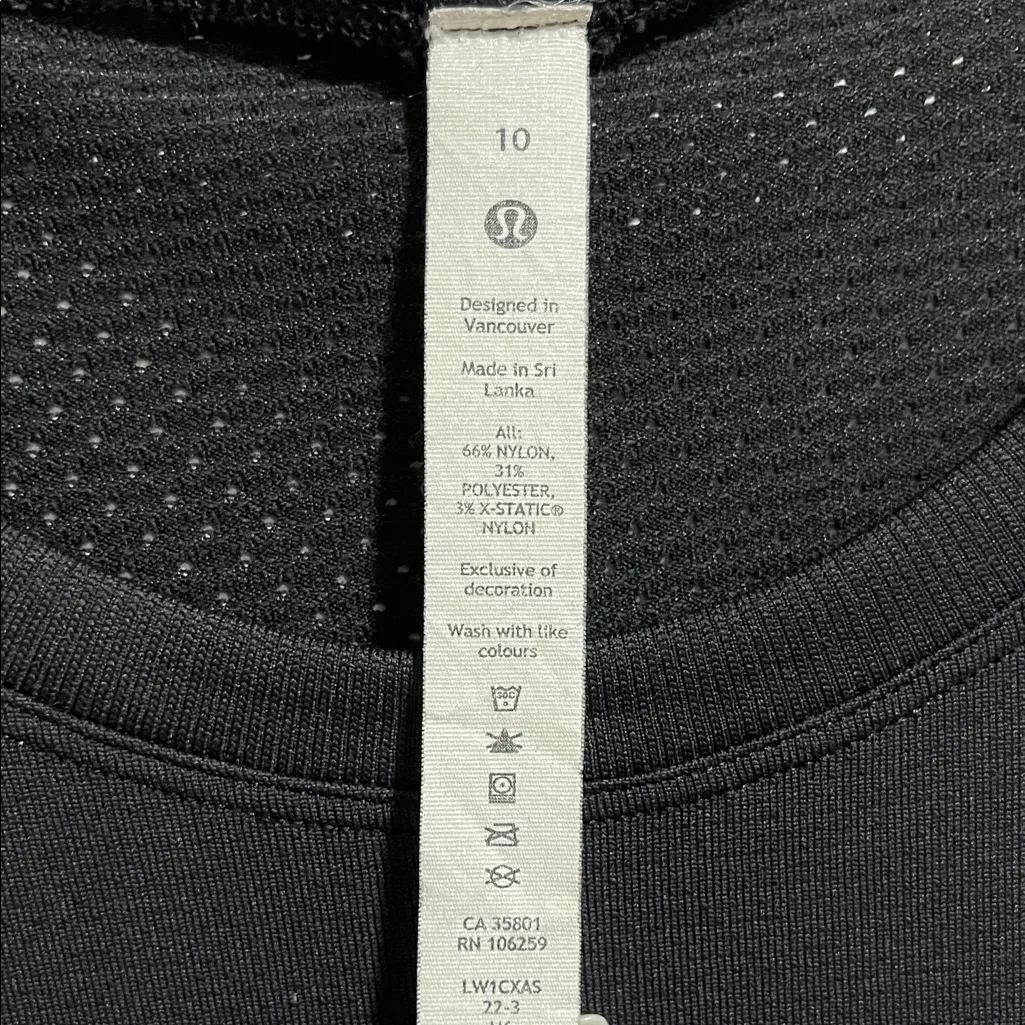 10
Designed in
Vancouver
Made in Sri
Lanka
All:
66% NYLON,
31%
POLYESTER,
3% X-STATIC®
NYLON
Exclusive of
decoration
Wash with like
colours
30C
CA 35801
RN 106259
LW1CXAS
22-3